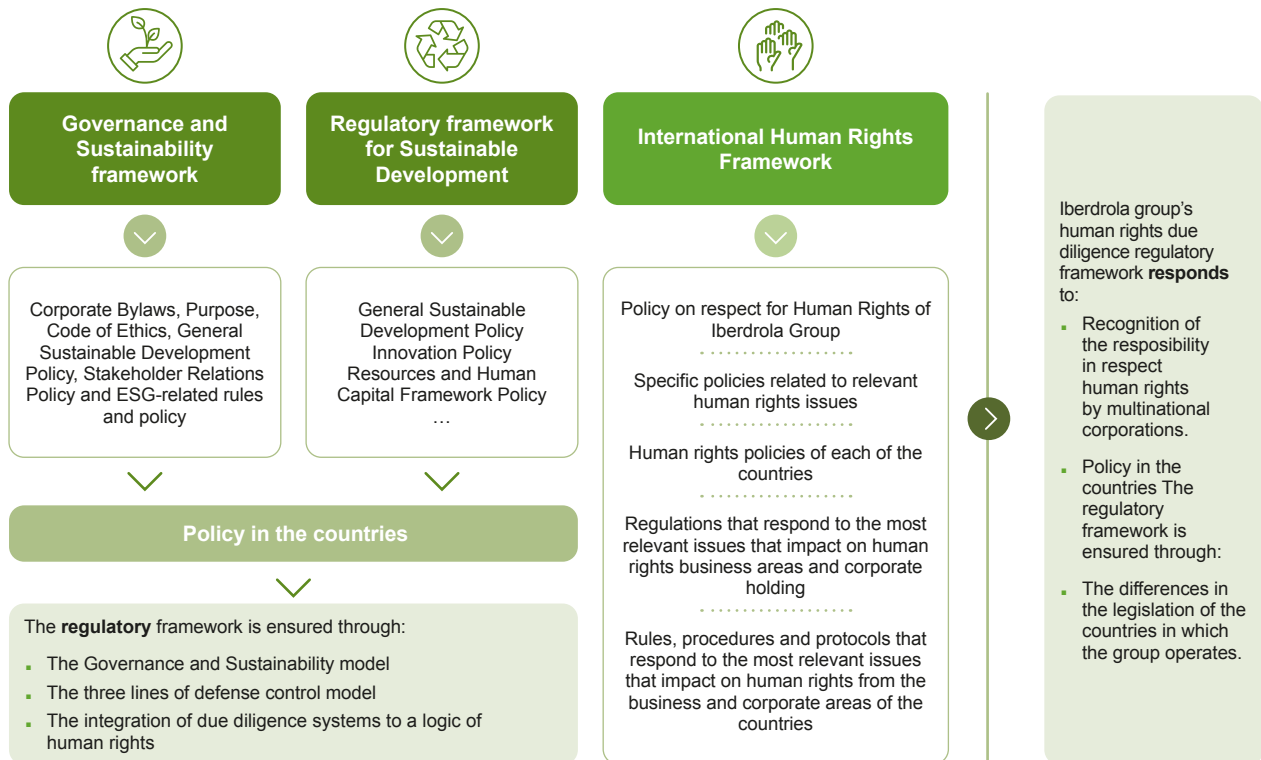 Governance and
Sustainability
framework
Corporate Bylaws, Purpose,
Code of Ethics, General
Sustainable Development
Policy, Stakeholder Relations
Policy and ESG-related rules
and policy
Regulatory framework
for Sustainable
Development
General Sustainable
Development Policy
Innovation Policy
Resources and Human
Capital Framework Policy
…
Policy in the countries
The regulatory framework is ensured through:
▪ The Governance and Sustainability model
▪ The three lines of defense control model
▪ The integration of due diligence systems to a logic of
human rights
International Human Rights
Framework
Policy on respect for Human Rights of
Iberdrola Group
Specific policies related to relevant
human rights issues
Human rights policies of each of the
countries
Regulations that respond to the most
relevant issues that impact on human
rights business areas and corporate
holding
Rules, procedures and protocols that
respond to the most relevant issues
that impact on human rights from the
business and corporate areas of the
countries
Iberdrola group’s
human rights due
diligence regulatory
framework responds
to:
▪ Recognition of
the resposibility
in respect
human rights
by multinational
corporations.
▪ Policy in the
countries The
regulatory
framework is
ensured through:
▪ The differences in
the legislation of the
countries in which
the group operates.